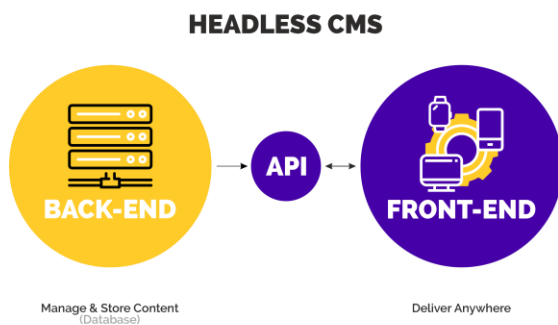 HEADLESS CMS
BACK-END
API
FRONT-END
Manage & Store Content
(Database)
Deliver Anywhere